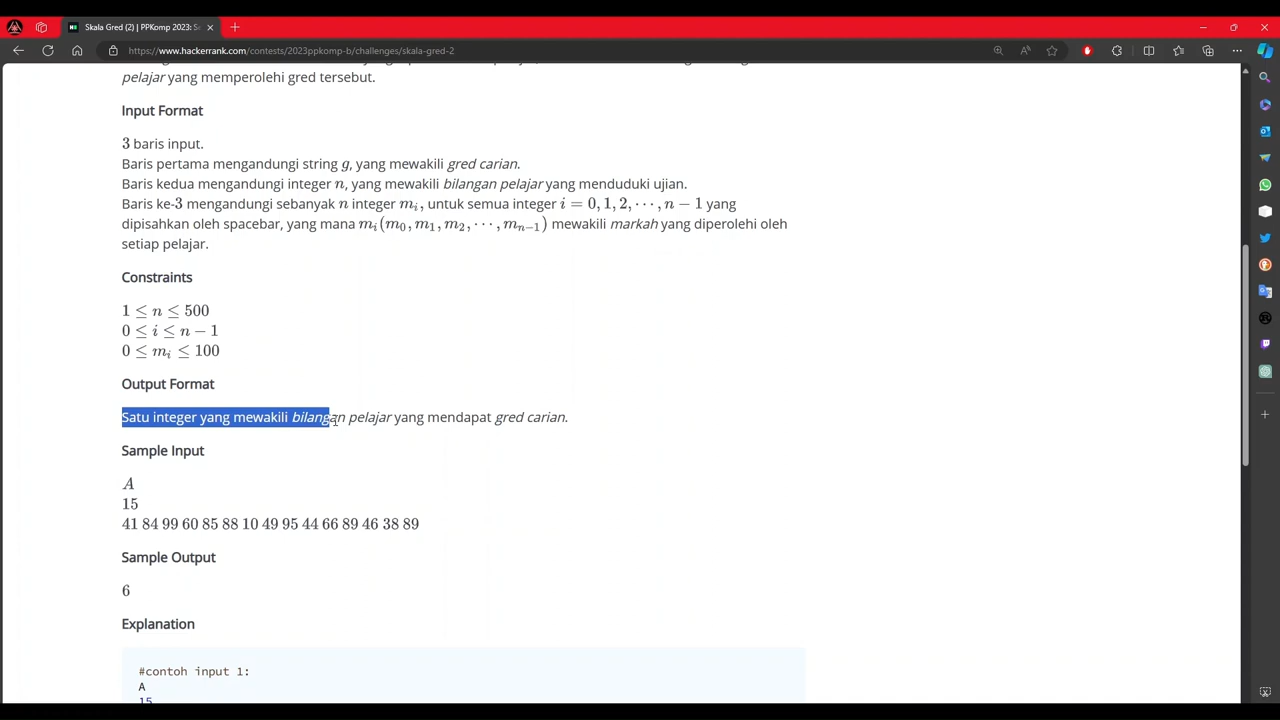 Skala Gred (2) | PPKomp 2023: S
https://www.hackerrank.com/contests/2023ppkomp-b/challenges/skala-gred-2
pelajar yang memperolehi gred tersebut.
Input Format
3 baris input.
Baris pertama mengandungi string g, yang mewakili gred carian.
Baris kedua mengandungi integer n, yang mewakili bilangan pelajar yang menduduki ujian.
Baris ke-3 mengandungi sebanyak n integer mᵢ, untuk semua integer i = 0, 1, 2, ⋯, n − 1 yang
dipisahkan oleh spacebar, yang mana mᵢ(m₀, m₁, m₂, ⋯, mₙ₋₁) mewakili markah yang diperolehi oleh
setiap pelajar.
Constraints
1 ≤ n ≤ 500
0 ≤ i ≤ n − 1
0 ≤ mᵢ ≤ 100
Output Format
Satu integer yang mewakili bilangan pelajar yang mendapat gred carian.
Sample Input
A
15
41 84 99 60 85 88 10 49 95 44 66 89 46 38 89
Sample Output
6
Explanation
#contoh input 1:
A
15